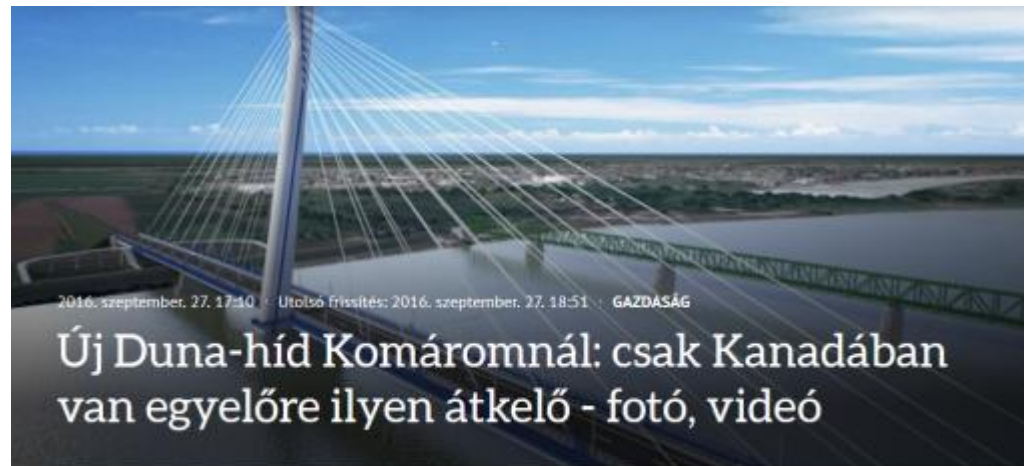 2016. szeptember. 27. 17:10 · Utolsó frissítés: 2016. szeptember. 27. 18:51 · GAZDASÁG
Új Duna-híd Komáromnál: csak Kanadában
van egyelőre ilyen átkelő - fotó, videó